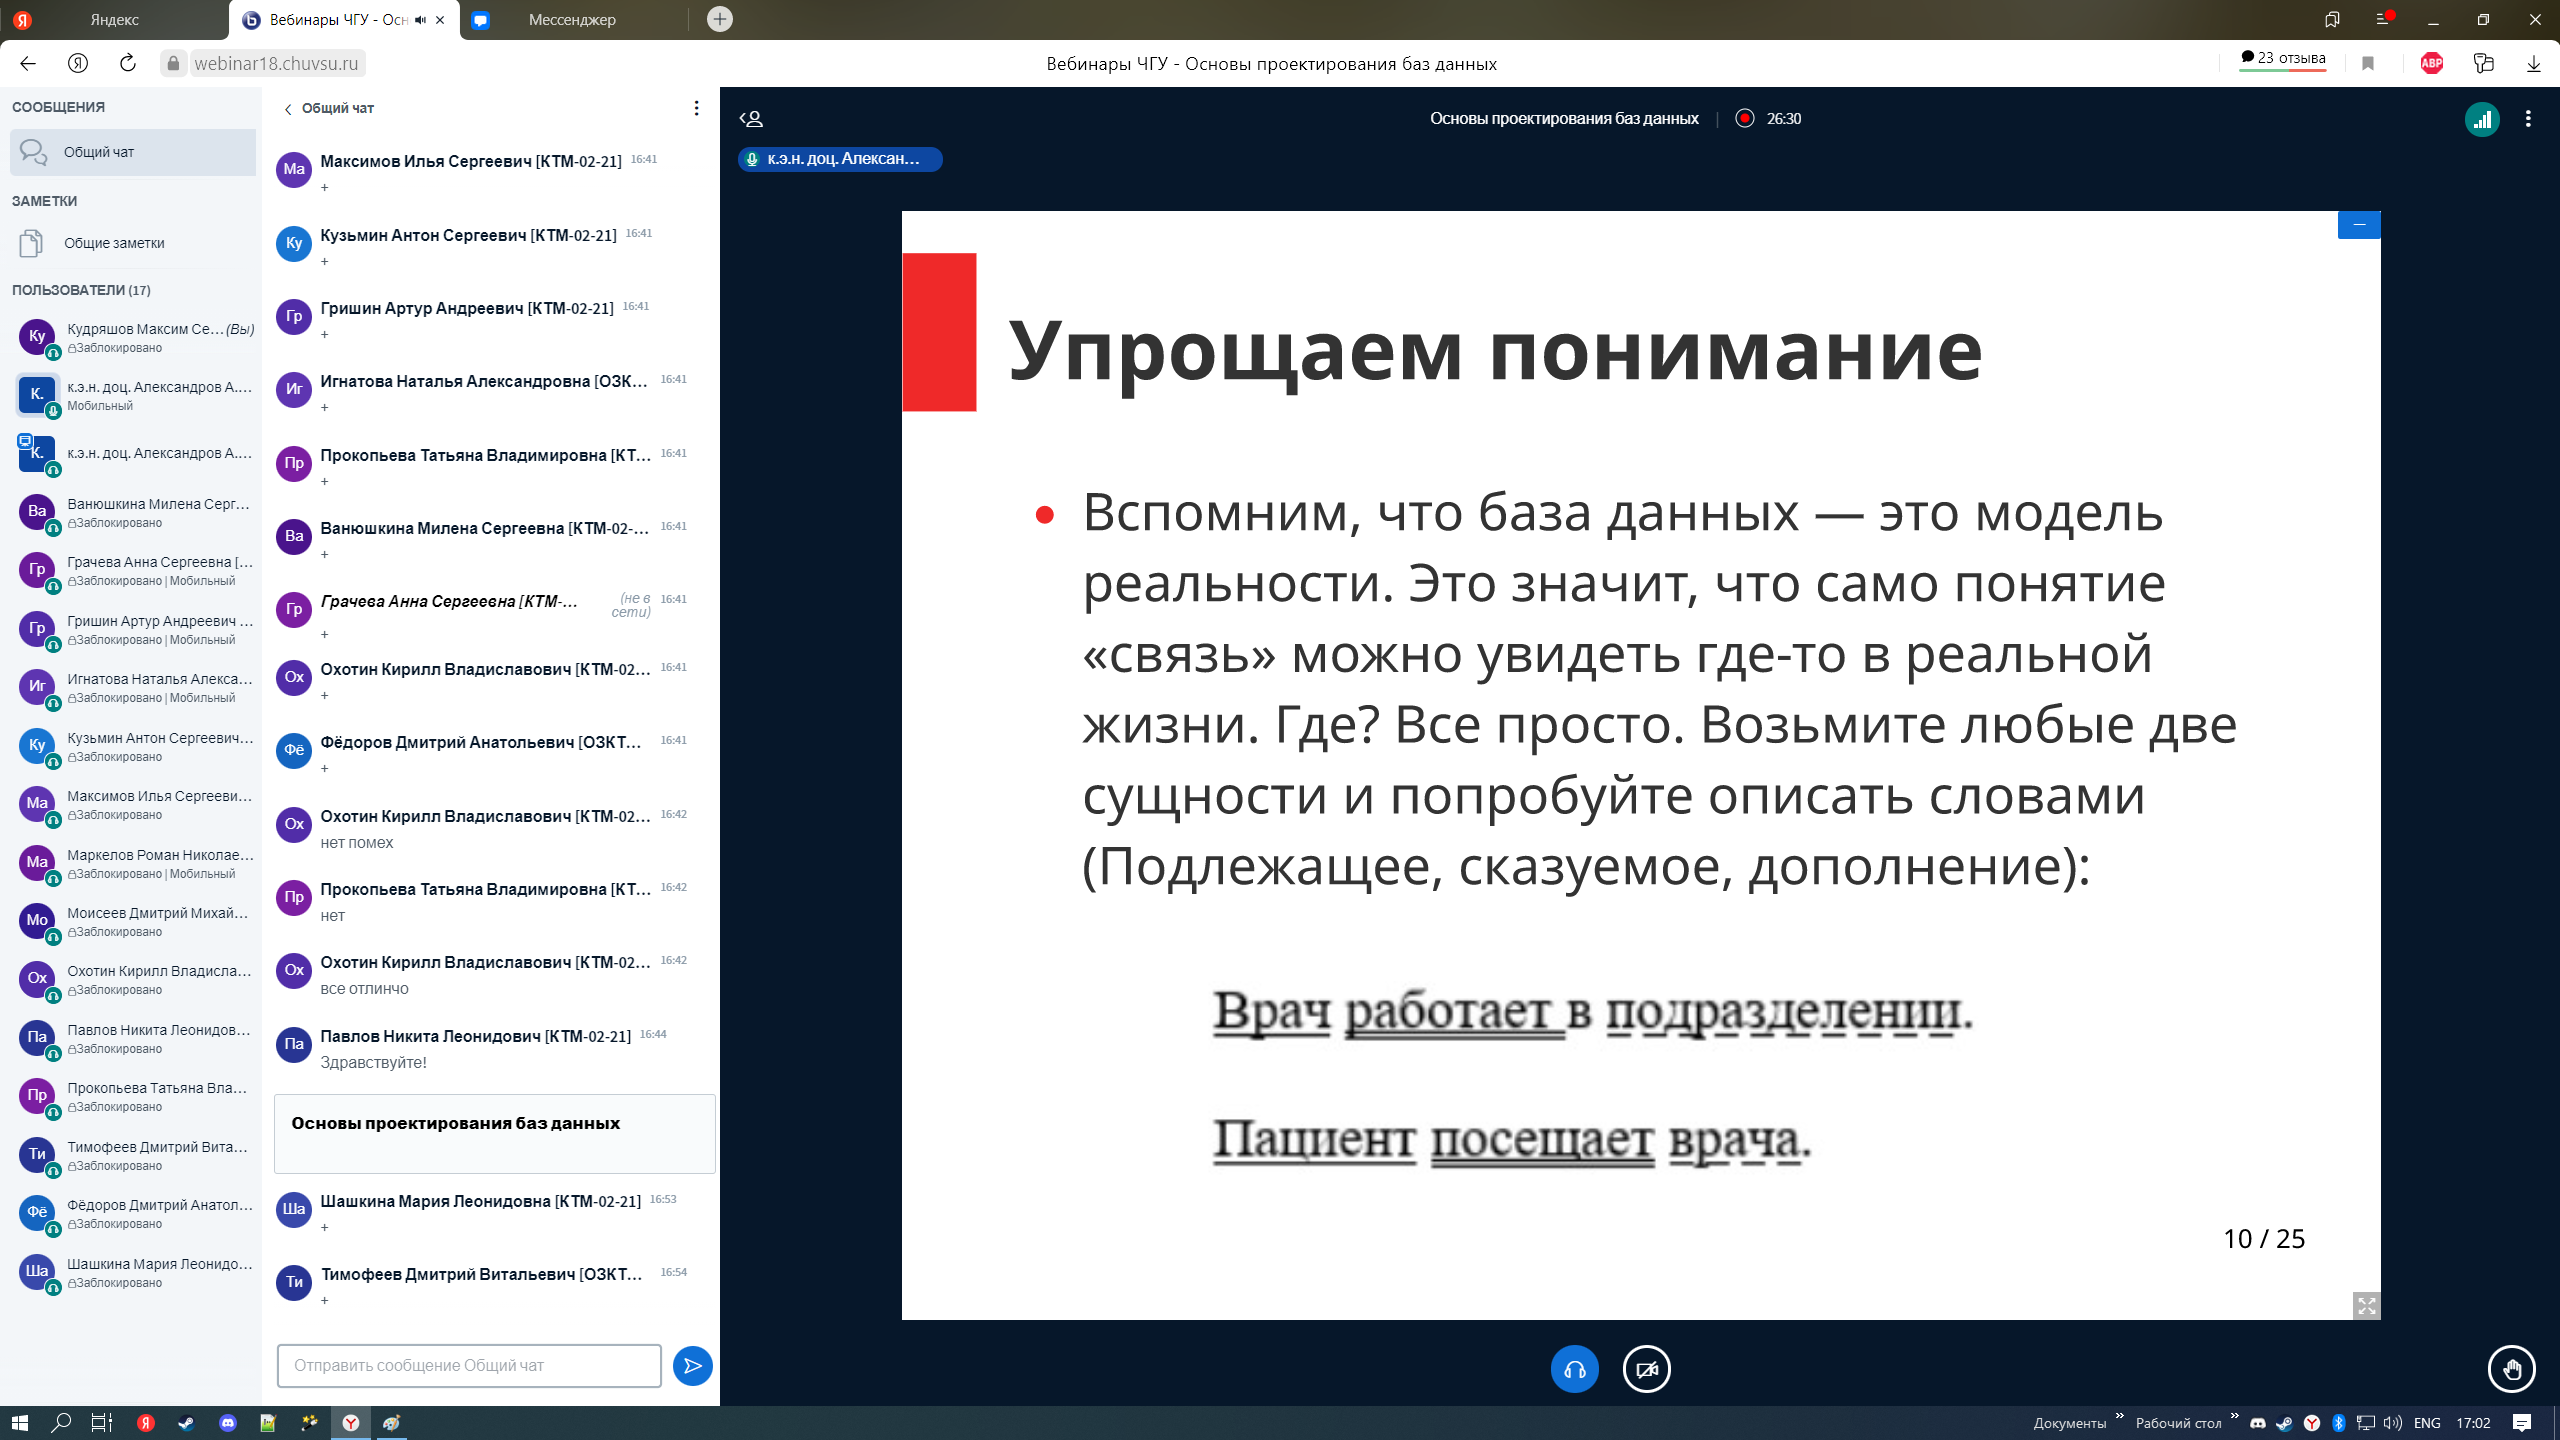 Яндекс
Вебинары ЧГУ - Осн
Мессенджер
webinar18.chuvsu.ru
Вебинары ЧГУ - Основы проектирования баз данных
23 отзыва
ABP
СООБЩЕНИЯ
Общий чат
ЗАМЕТКИ
Общие заметки
ПОЛЬЗОВАТЕЛИ (17)
Ку
Кудряшов Максим Се... (Вы)
Заблокировано
К.
к.э.н. доц. Александров А....
Мобильный
К.
к.э.н. доц. Александров А....
Ва
Ванюшкина Милена Серг...
Заблокировано
Гр
Грачева Анна Сергеевна [...
Заблокировано | Мобильный
Гр
Гришин Артур Андреевич ...
Заблокировано | Мобильный
Иг
Игнатова Наталья Алекса...
Заблокировано | Мобильный
Ку
Кузьмин Антон Сергеевич...
Заблокировано
Ма
Максимов Илья Сергееви...
Заблокировано
Ма
Маркелов Роман Николае...
Заблокировано | Мобильный
Мо
Моисеев Дмитрий Михай...
Заблокировано
Ох
Охотин Кирилл Владисла...
Заблокировано
Па
Павлов Никита Леонидов...
Заблокировано
Пр
Прокопьева Татьяна Вла...
Заблокировано
Ти
Тимофеев Дмитрий Вита...
Заблокировано
Фё
Фёдоров Дмитрий Анатол...
Заблокировано
Ша
Шашкина Мария Леонидо...
Заблокировано
Общий чат
Ма
Максимов Илья Сергеевич [КТМ-02-21] 16:41
+
Ку
Кузьмин Антон Сергеевич [КТМ-02-21] 16:41
+
Гр
Гришин Артур Андреевич [КТМ-02-21] 16:41
+
Иг
Игнатова Наталья Александровна [ОЗК... 16:41
+
Пр
Прокопьева Татьяна Владимировна [КТ... 16:41
+
Ва
Ванюшкина Милена Сергеевна [КТМ-02-... 16:41
+
Гр
Грачева Анна Сергеевна [КТМ-... (не в сети) 16:41
+
Ох
Охотин Кирилл Владиславович [КТМ-02... 16:41
+
Фё
Фёдоров Дмитрий Анатольевич [ОЗКТ... 16:41
+
Ох
Охотин Кирилл Владиславович [КТМ-02... 16:42
нет помех
Пр
Прокопьева Татьяна Владимировна [КТ... 16:42
нет
Ох
Охотин Кирилл Владиславович [КТМ-02... 16:42
все отлинчо
Па
Павлов Никита Леонидович [КТМ-02-21] 16:44
Здравствуйте!
Основы проектирования баз данных
Ша
Шашкина Мария Леонидовна [КТМ-02-21] 16:53
+
Ти
Тимофеев Дмитрий Витальевич [ОЗКТ... 16:54
+
Отправить сообщение Общий чат
Основы проектирования баз данных | 26:30
к.э.н. доц. Алексан...
Упрощаем понимание
• Вспомним, что база данных — это модель
реальности. Это значит, что само понятие
«связь» можно увидеть где-то в реальной
жизни. Где? Все просто. Возьмите любые две
сущности и попробуйте описать словами
(Подлежащее, сказуемое, дополнение):
Врач работает в подразделении.
Пациент посещает врача.
10 / 25
Документы
Рабочий стол
ENG
17:02